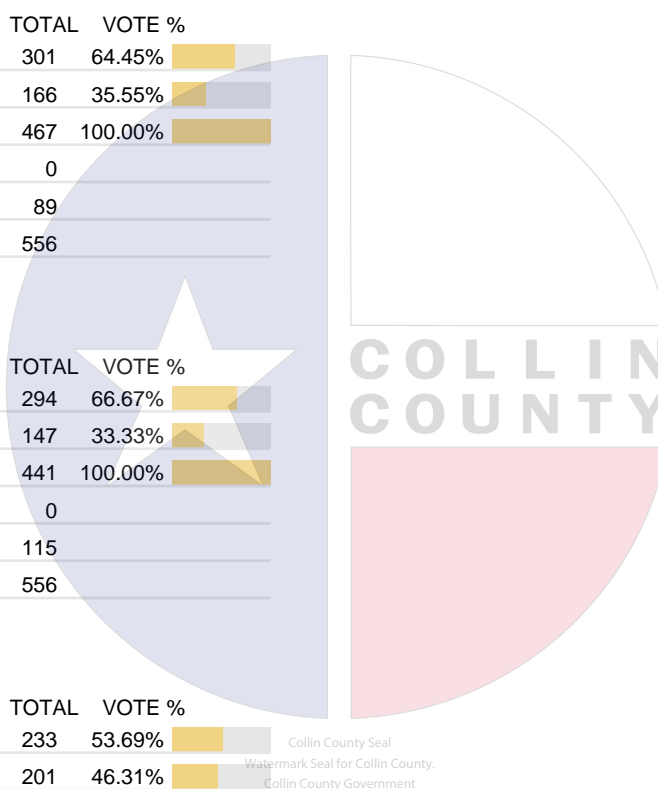 TOTAL VOTE %
301 64.45%
166 35.55%
467 100.00%
0
89
556
TOTAL VOTE %
294 66.67%
147 33.33%
441 100.00%
0
115
556
COLLIN
COUNTY
TOTAL VOTE %
233 53.69%
201 46.31%
Collin County Seal
Watermark Seal for Collin County.
Collin County Government